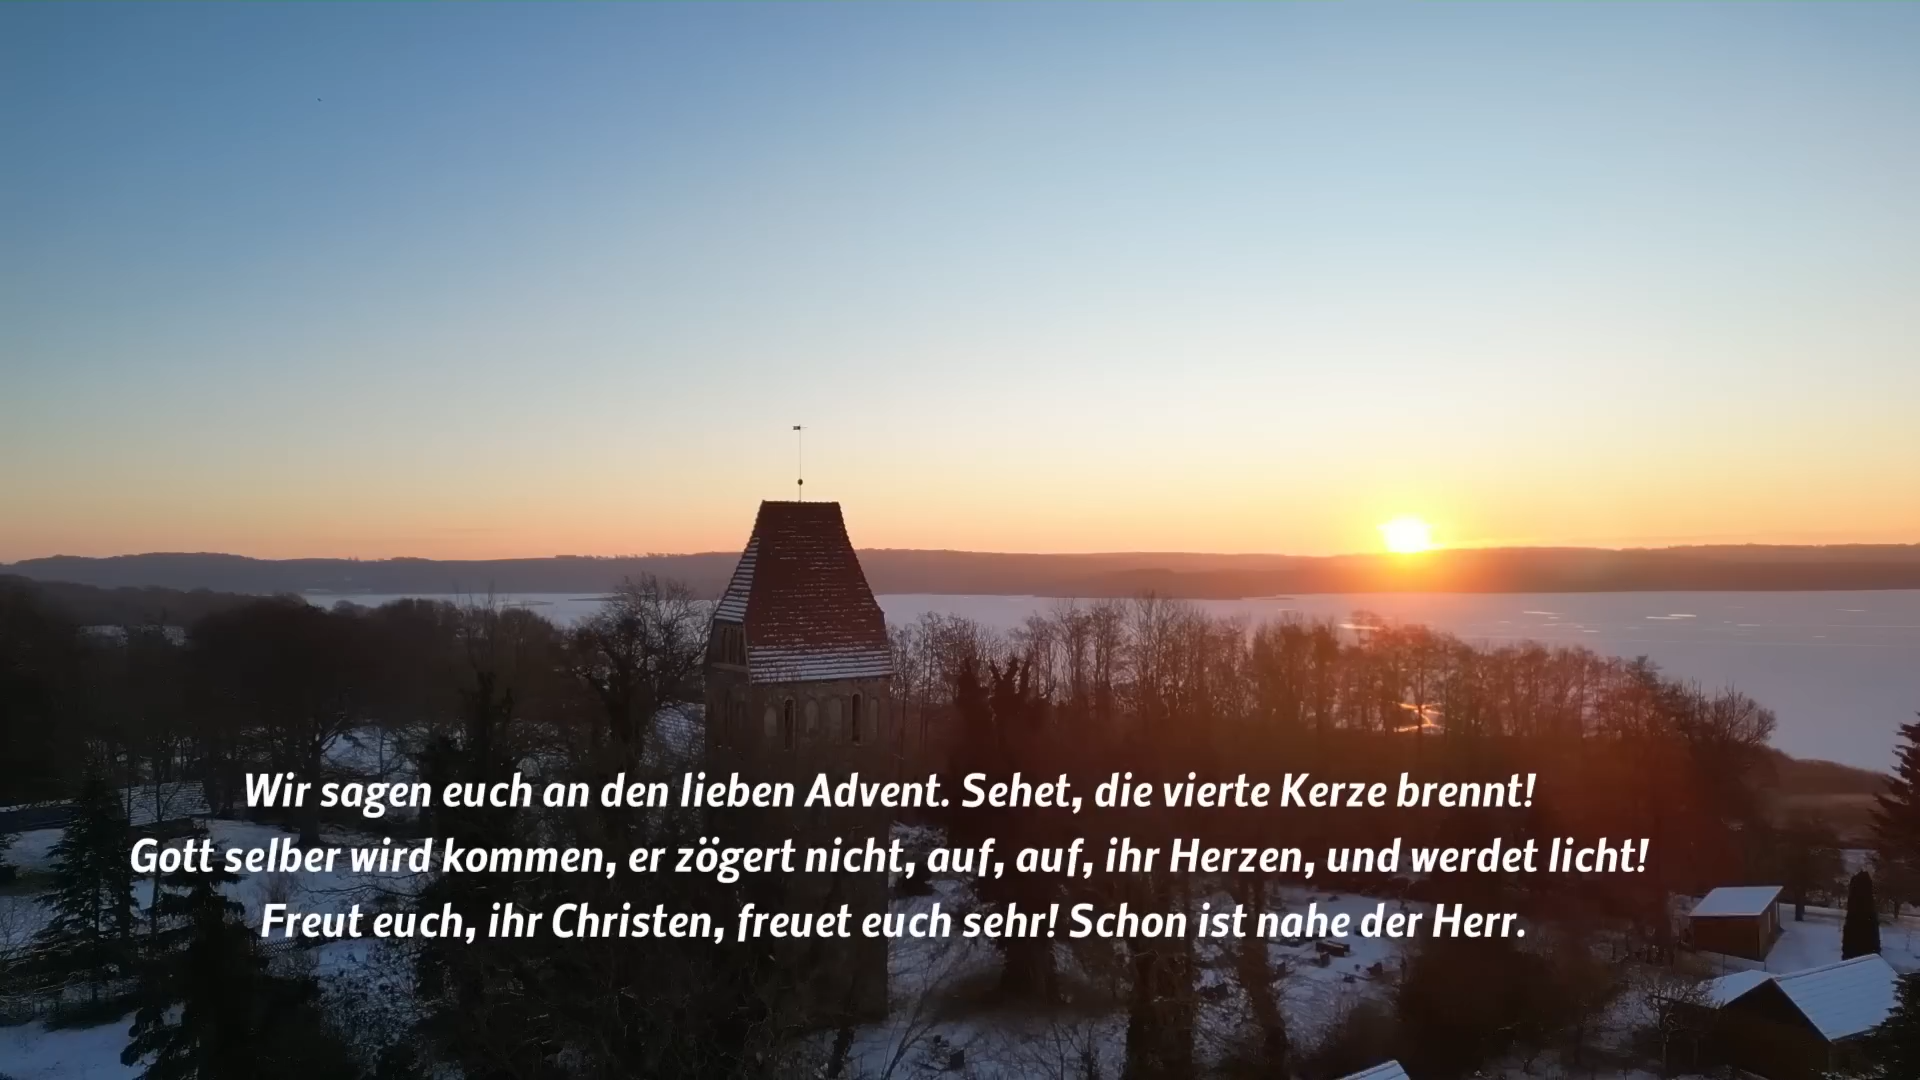 Wir sagen euch an den lieben Advent. Sehet, die vierte Kerze brennt!
Gott selber wird kommen, er zögert nicht, auf, auf, ihr Herzen, und werdet licht!
Freut euch, ihr Christen, freuet euch sehr! Schon ist nahe der Herr.